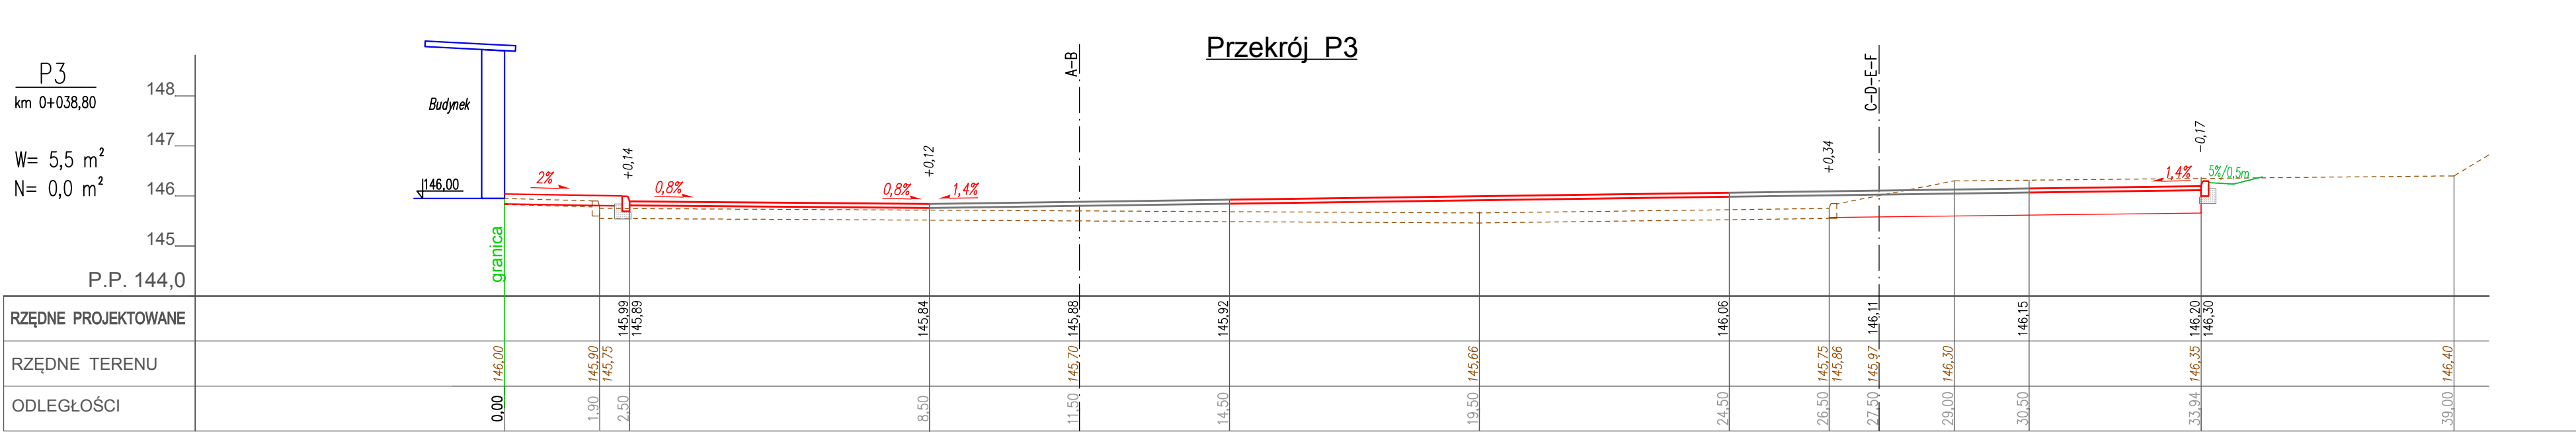 Przekrój P3
P3
km 0+038,80
W= 5,5 m²
N= 0,0 m²
148
147
146
145
P.P. 144,0
Budynek
146,00
granica
2%
+0,14
0,8%
0,8%
+0,12
1,4%
A-B
+0,34
C-D-E-F
1,4%
-0,17
5%/0,5m
RZĘDNE PROJEKTOWANE
145,99 145,89 145,84 145,88 145,92 146,06 146,11 146,15 146,20 146,30
RZĘDNE TERENU
146,00 145,90 145,75 145,70 145,66 145,75 145,86 145,97 146,30 146,35 146,40
ODLEGŁOŚCI
0,00 1,90 2,50 8,50 11,50 14,50 19,50 24,50 26,50 27,50 29,00 30,50 33,94 39,00